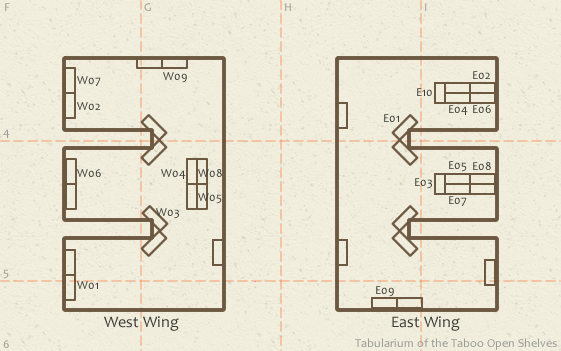 F G H I
W07
W09
E02
W02
E10
E04 E06
E01
4
W06
W04 W08
E05 E08
E03
W05
E07
W03
5
W01
E09
West Wing
East Wing
6
Tabularium of the Taboo Open Shelves